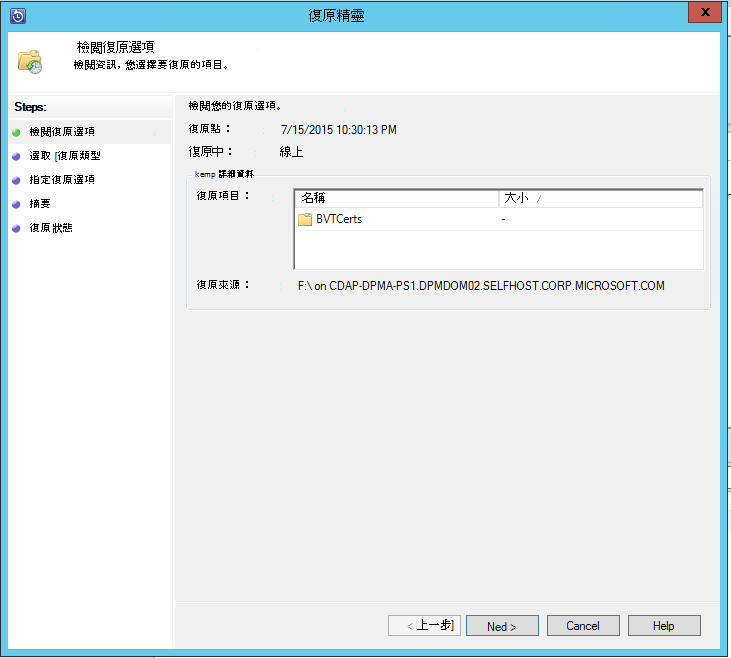 復原精靈
x
檢閱復原選項
檢閱資訊, 您選擇要復原的項目。
Steps:
檢閱復原選項
選取 [復原類型
指定復原選項
摘要
復原狀態
檢閱您的復原選項。
復原點： 7/15/2015 10:30:13 PM
復原中： 線上
kemp 詳細資料
復原項目：
名稱 大小 /
BVTCerts -
復原來源： F:\ on CDAP-DPMA-PS1.DPMDOM02.SELFHOST.CORP.MICROSOFT.COM
< 上一步] Ned > Cancel Help